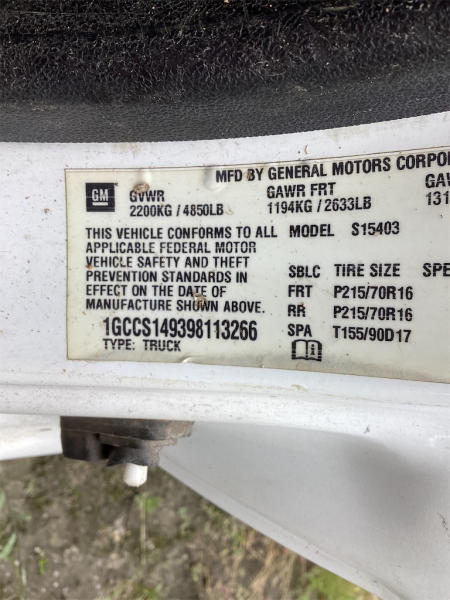 MFD BY GENERAL MOTORS CORPOR
GM GVWR GAWR FRT GAW
2200KG / 4850LB 1194KG / 2633LB 131
THIS VEHICLE CONFORMS TO ALL MODEL S15403
APPLICABLE FEDERAL MOTOR
VEHICLE SAFETY AND THEFT SBLC TIRE SIZE SPE
PREVENTION STANDARDS IN
EFFECT ON THE DATE OF FRT P215/70R16
MANUFACTURE SHOWN ABOVE. RR P215/70R16
1GCCS149398113266 SPA T155/90D17
TYPE: TRUCK